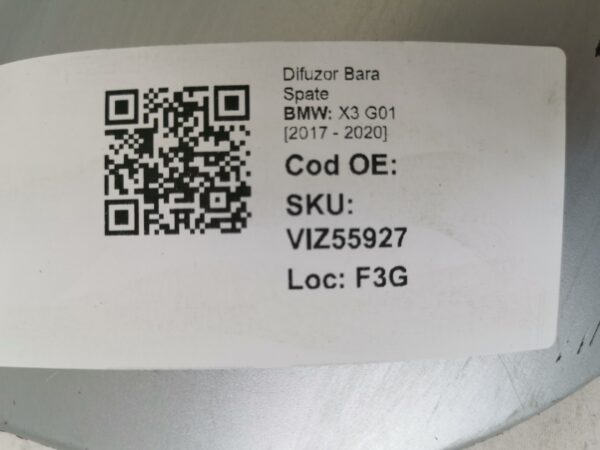 Difuzor Bara
Spate
BMW: X3 G01
[2017 - 2020]
Cod OE:
SKU:
VIZ55927
Loc: F3G